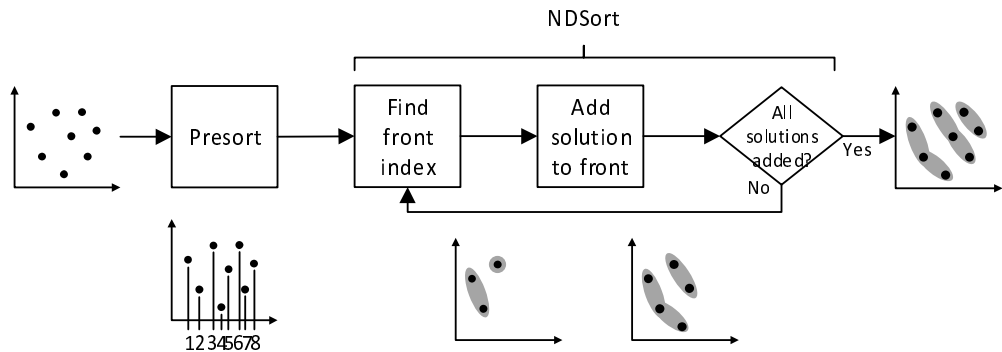 NDSort
Presort
Find
front
index
Add
solution
to front
All
solutions
added?
Yes
No
12345678